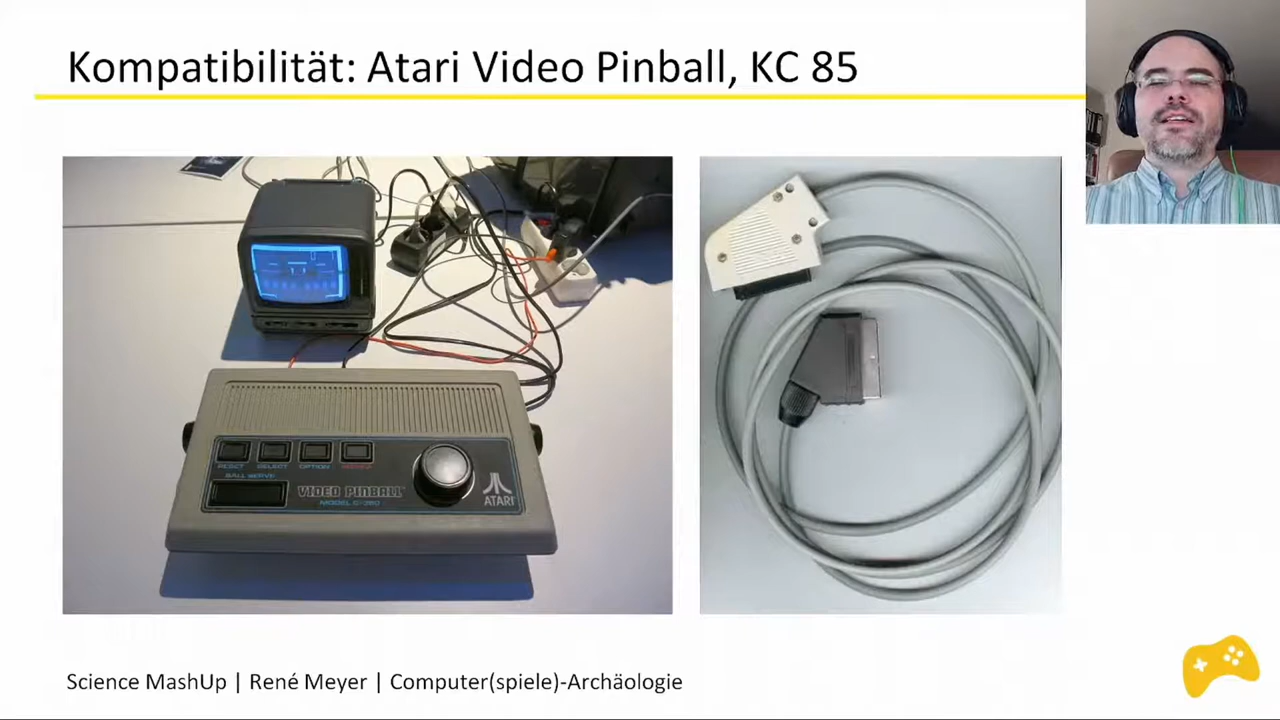 Kompatibilität: Atari Video Pinball, KC 85
RESET SELECT OPTION
BALL SERVE
VIDEO PINBALL
ATARI
Science MashUp | René Meyer | Computer(spiele)-Archäologie